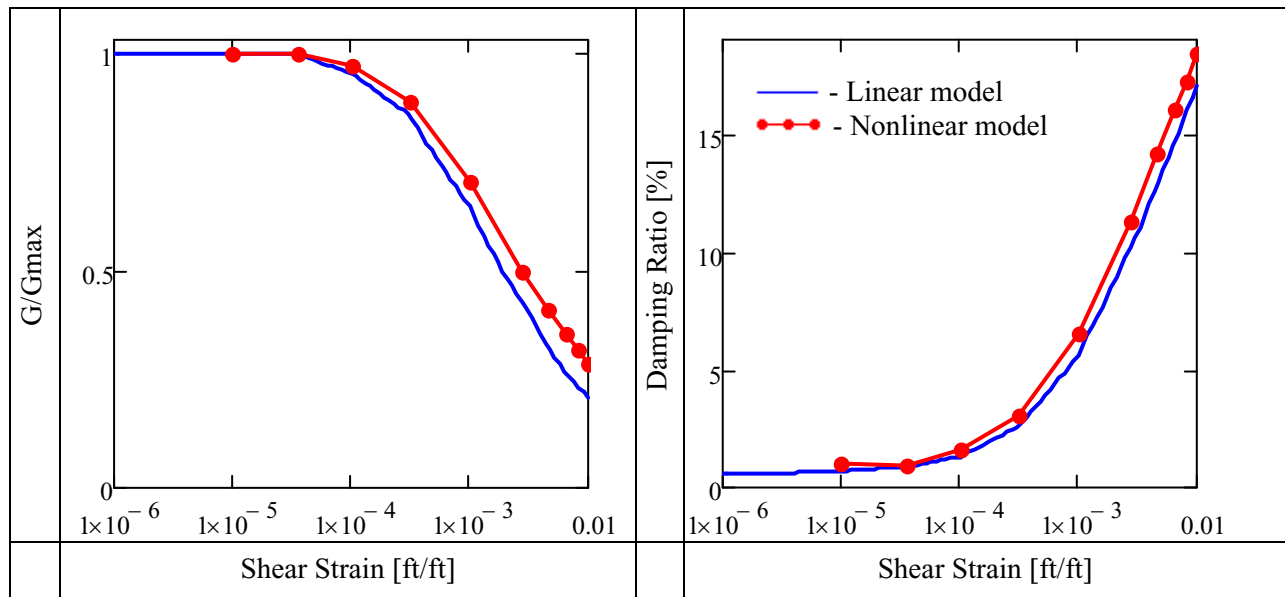 G/Gmax
1
0.5
0
1×10⁻⁶
1×10⁻⁵
1×10⁻⁴
1×10⁻³
0.01
Shear Strain [ft/ft]
Damping Ratio [%]
- Linear model
- Nonlinear model
15
10
5
0
1×10⁻⁶
1×10⁻⁵
1×10⁻⁴
1×10⁻³
0.01
Shear Strain [ft/ft]